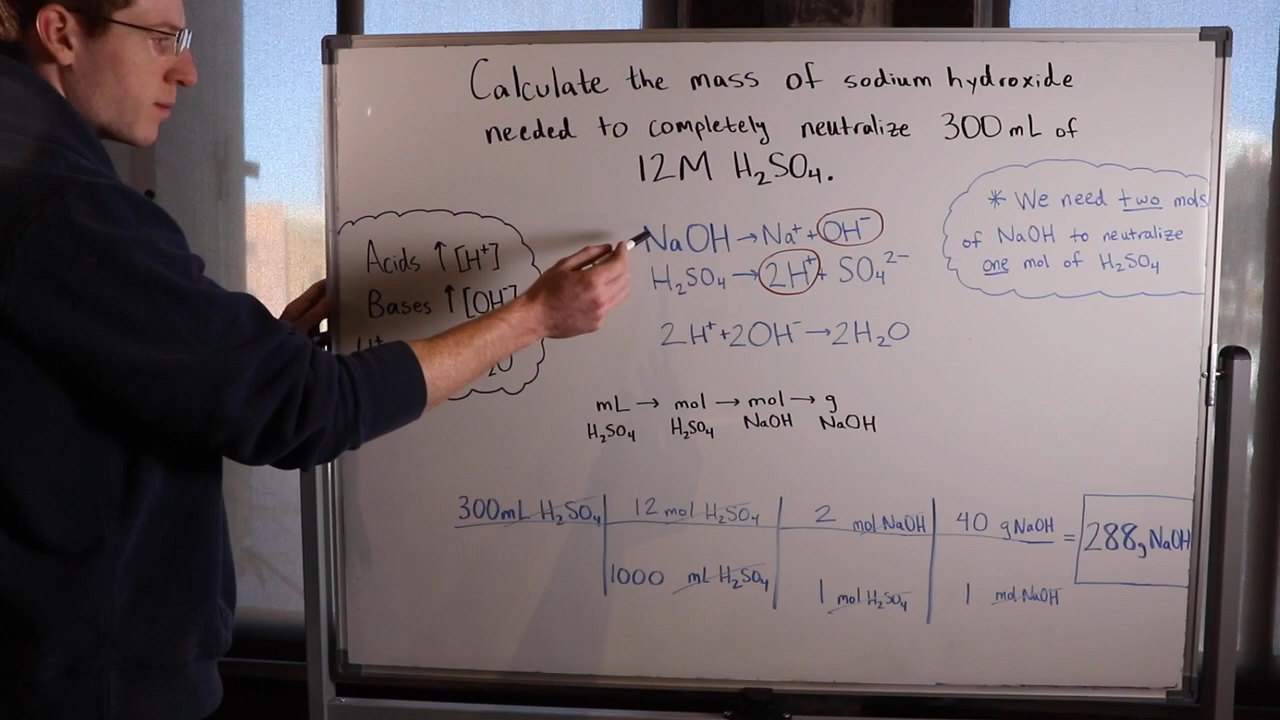 Calculate the mass of sodium hydroxide
needed to completely neutralize 300 mL of
12M H₂SO₄.
* We need two mols
of NaOH to neutralize
one mol of H₂SO₄
Acids ↑ [H⁺]
Bases ↑ [OH⁻]
H⁺
₂O
NaOH → Na⁺ + OH⁻
H₂SO₄ → 2H⁺ + SO₄²⁻
2H⁺ + 2OH⁻ → 2H₂O
mL → mol → mol → g
H₂SO₄ H₂SO₄ NaOH NaOH
300mL H₂SO₄ 12 mol H₂SO₄ 2 mol NaOH 40 g NaOH = 288g NaOH
1000 mL H₂SO₄ 1 mol H₂SO₄ 1 mol NaOH